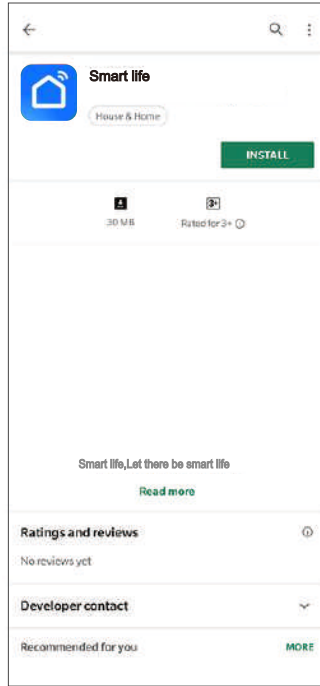 Smart life
House & Home
INSTALL
30 MB
3+
Rated for 3+
Smart life,Let there be smart life
Read more
Ratings and reviews
No reviews yet
Developer contact
Recommended for you
MORE